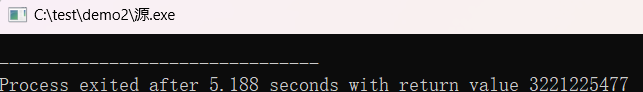 C:\test\demo2\源.exe
--------------------------------
Process exited after 5.188 seconds with return value 3221225477